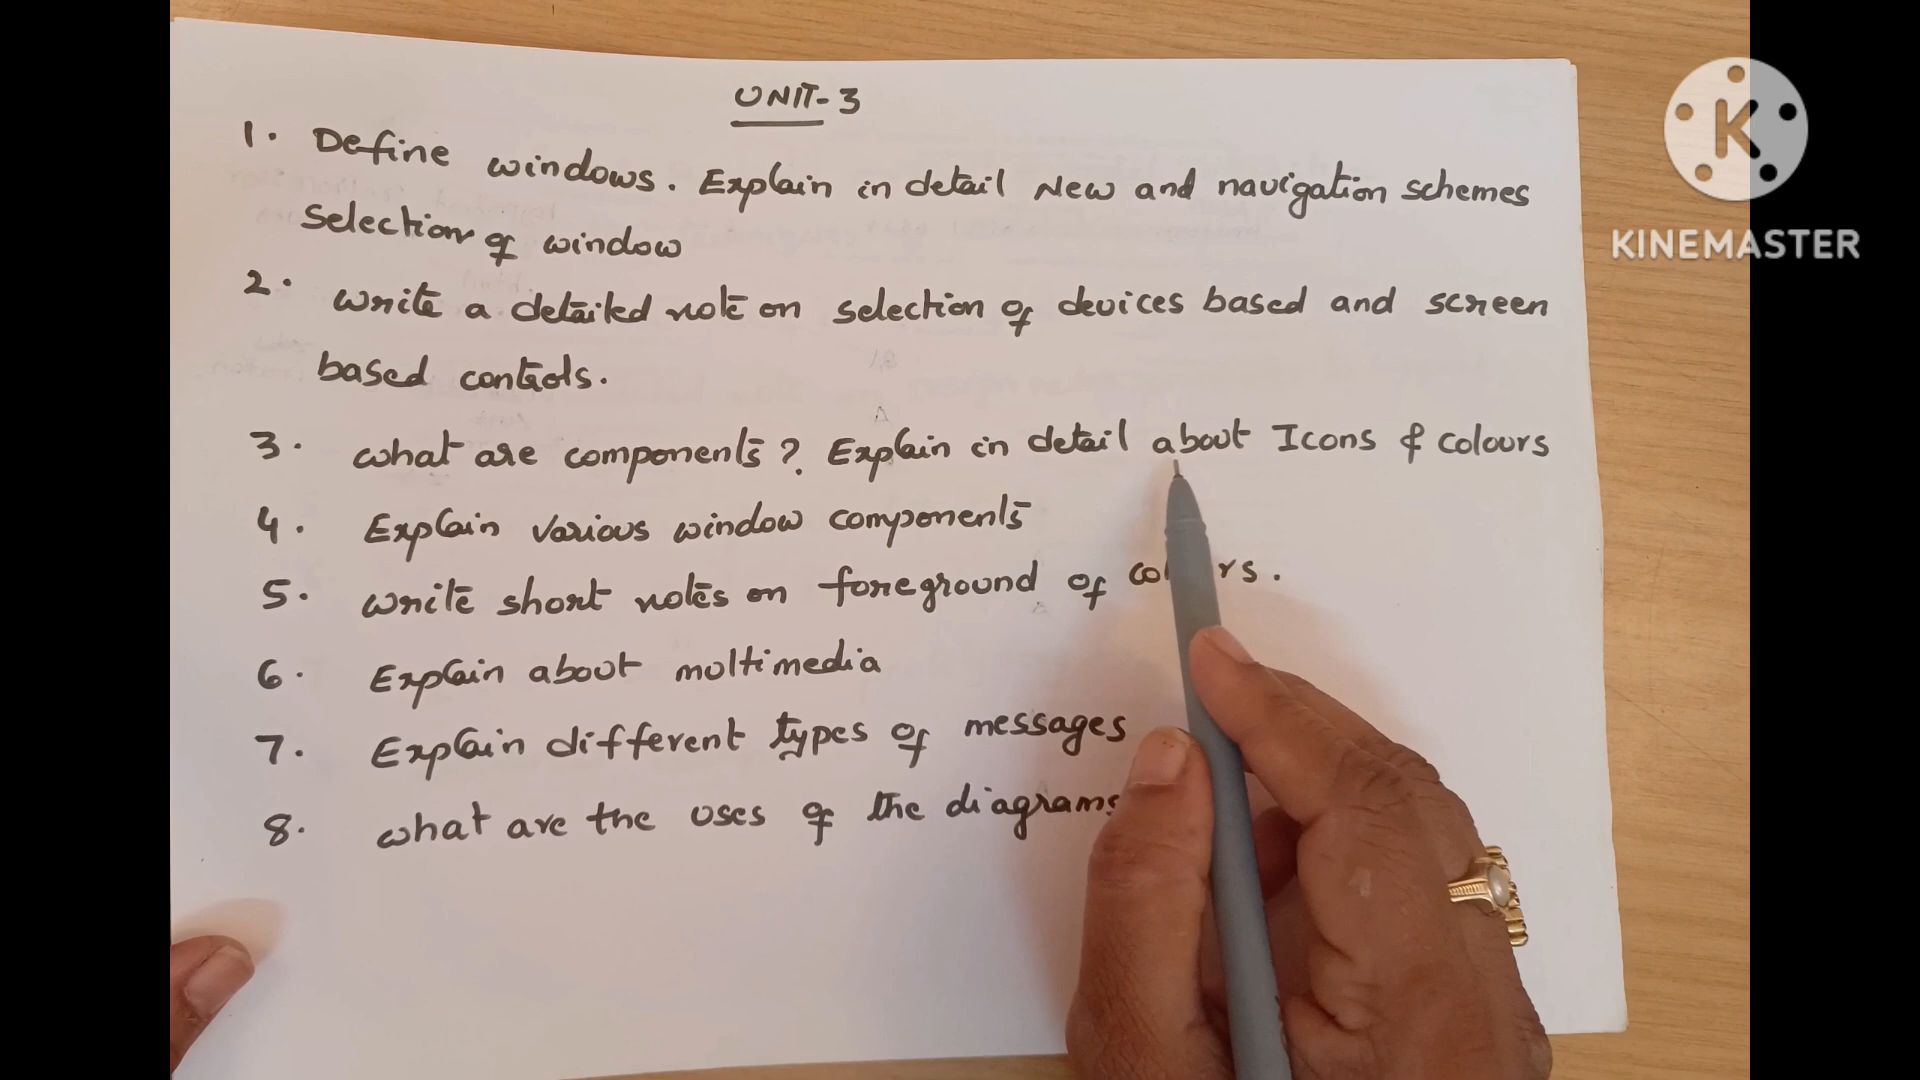 UNIT-3
1. Define windows. Explain in detail New and navigation schemes
Selection of window
2. write a detailed note on selection of devices based and screen
based controls.
3. what are components? Explain in detail about Icons & colours
4. Explain various window components
5. write short notes on foreground of
6. Explain about moltimedia
7. Explain different types of messages
8. what are the uses of the diagrams
K
KINEMASTER